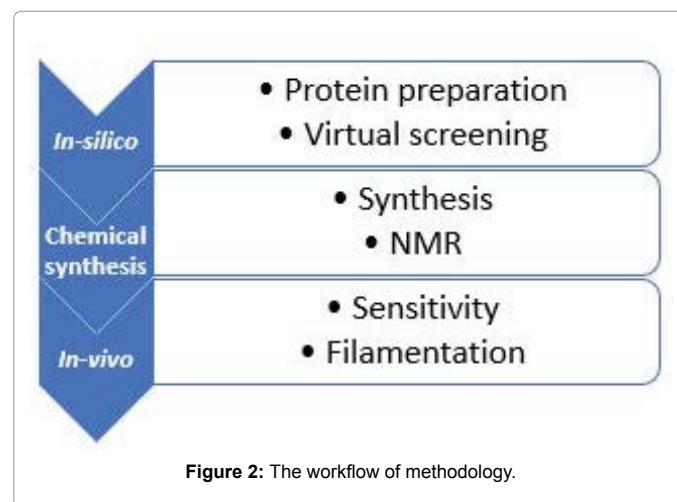 In-silico
• Protein preparation
• Virtual screening
Chemical
synthesis
• Synthesis
• NMR
In-vivo
• Sensitivity
• Filamentation
Figure 2: The workflow of methodology.